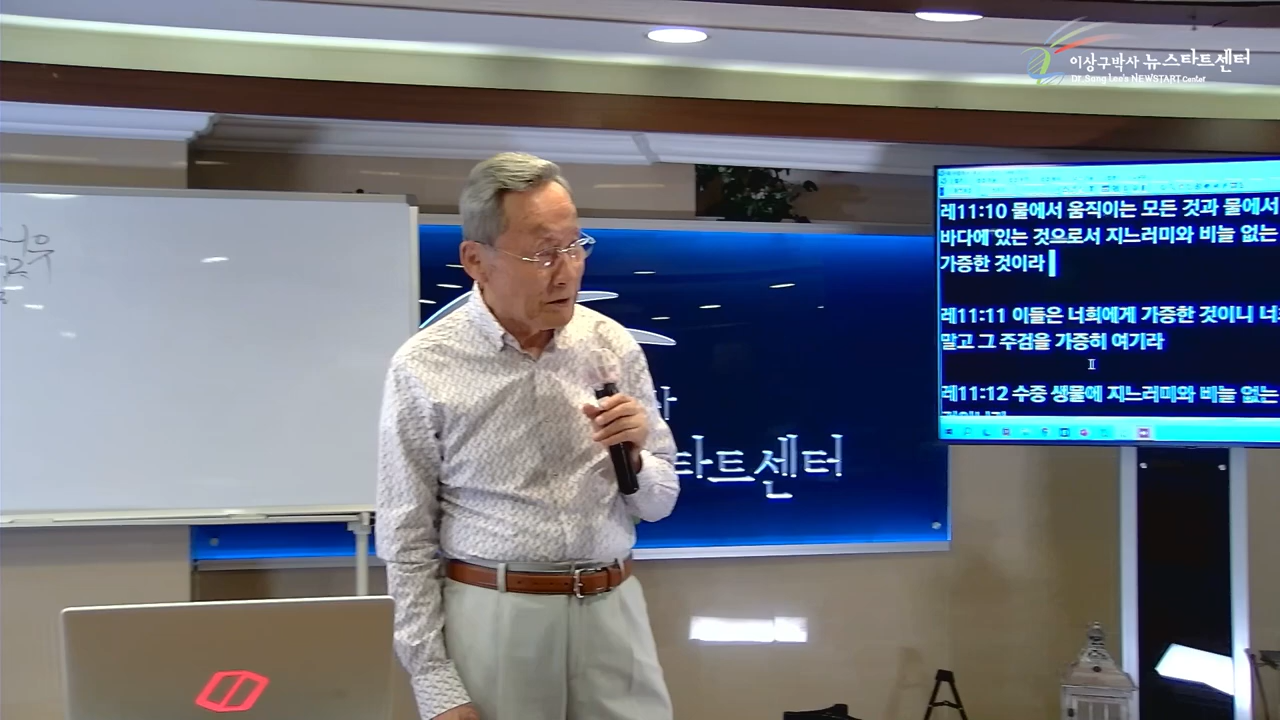 이상구박사 뉴스타트센터
Dr. Sang Lee's NEWSTART Center
레11:10 물에서 움직이는 모든 것과 물에서
바다에 있는 것으로서 지느러미와 비늘 없는
가증한 것이라
레11:11 이들은 너희에게 가증한 것이니
말고 그 주검을 가증히 여기라
레11:12 수중 생물에 지느러미와 비늘 없는
타트센터